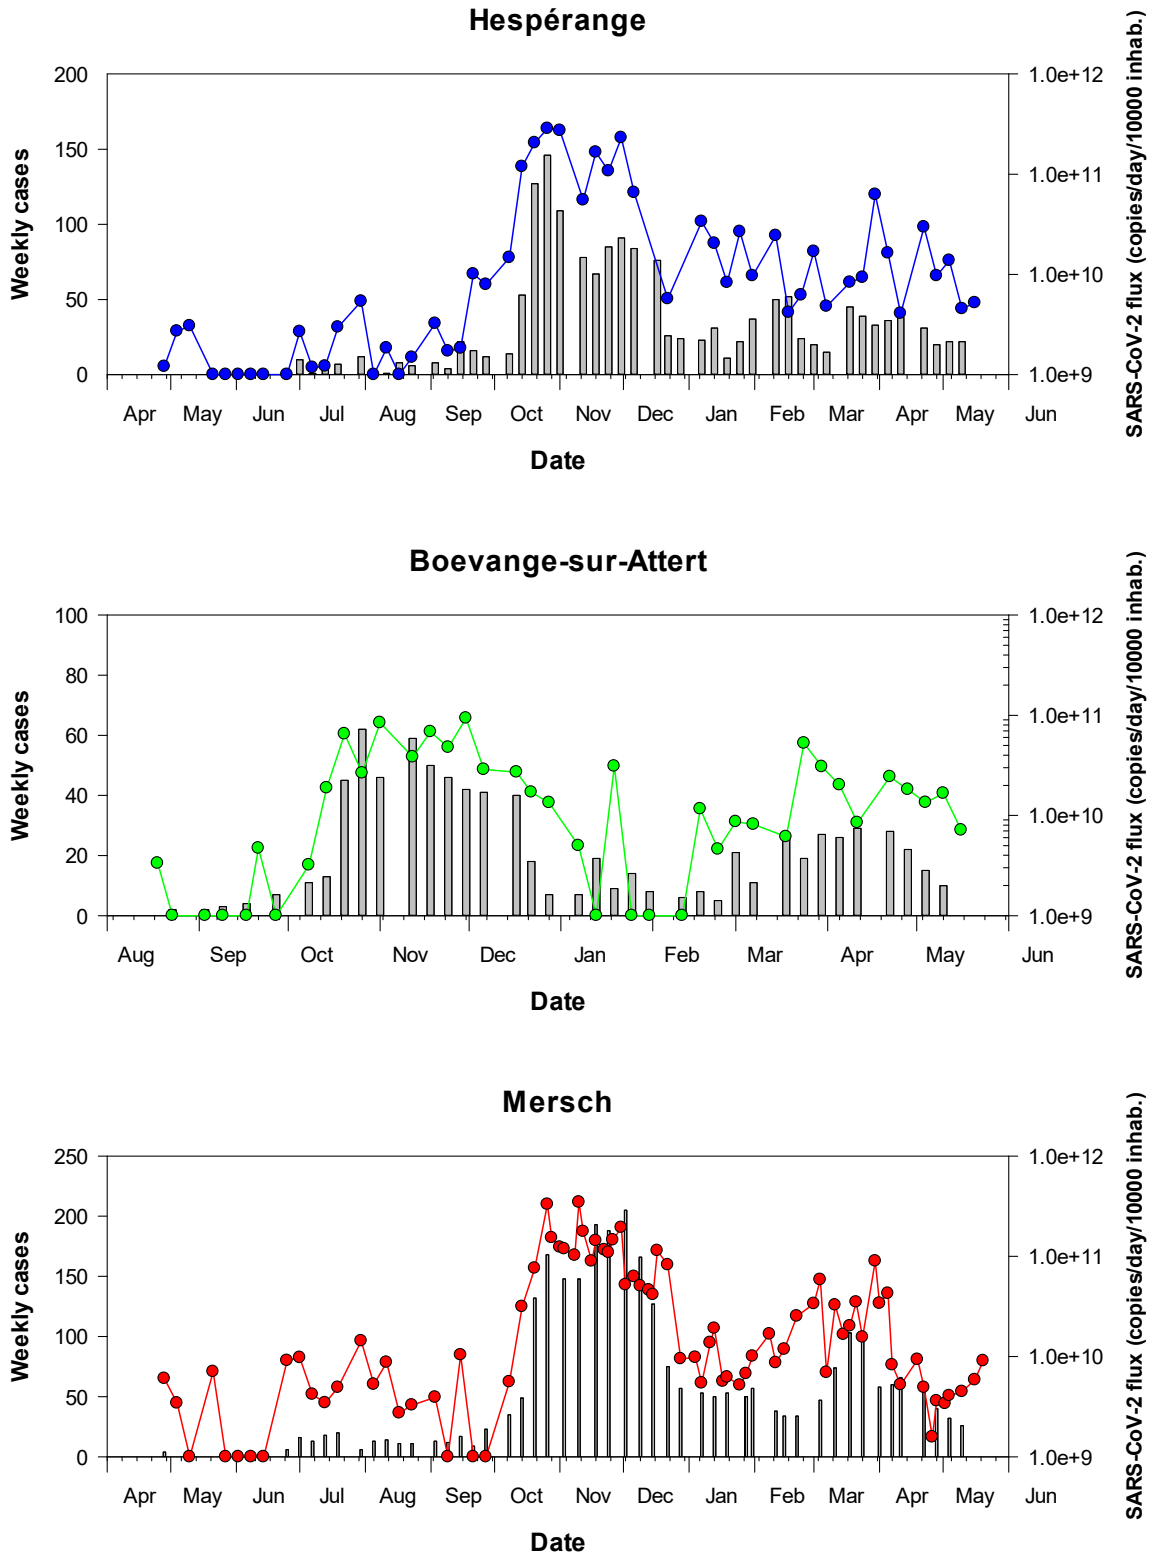 Hespérange
200
150
100
50
0
Weekly cases
1.0e+12
1.0e+11
1.0e+10
1.0e+9
SARS-CoV-2 flux (copies/day/10000 inhab.)
Apr May Jun Jul Aug Sep Oct Nov Dec Jan Feb Mar Apr May Jun
Date
Boevange-sur-Attert
100
80
60
40
20
0
Weekly cases
1.0e+12
1.0e+11
1.0e+10
1.0e+9
SARS-CoV-2 flux (copies/day/10000 inhab.)
Aug Sep Oct Nov Dec Jan Feb Mar Apr May Jun
Date
Mersch
250
200
150
100
50
0
Weekly cases
1.0e+12
1.0e+11
1.0e+10
1.0e+9
SARS-CoV-2 flux (copies/day/10000 inhab.)
Apr May Jun Jul Aug Sep Oct Nov Dec Jan Feb Mar Apr May Jun
Date